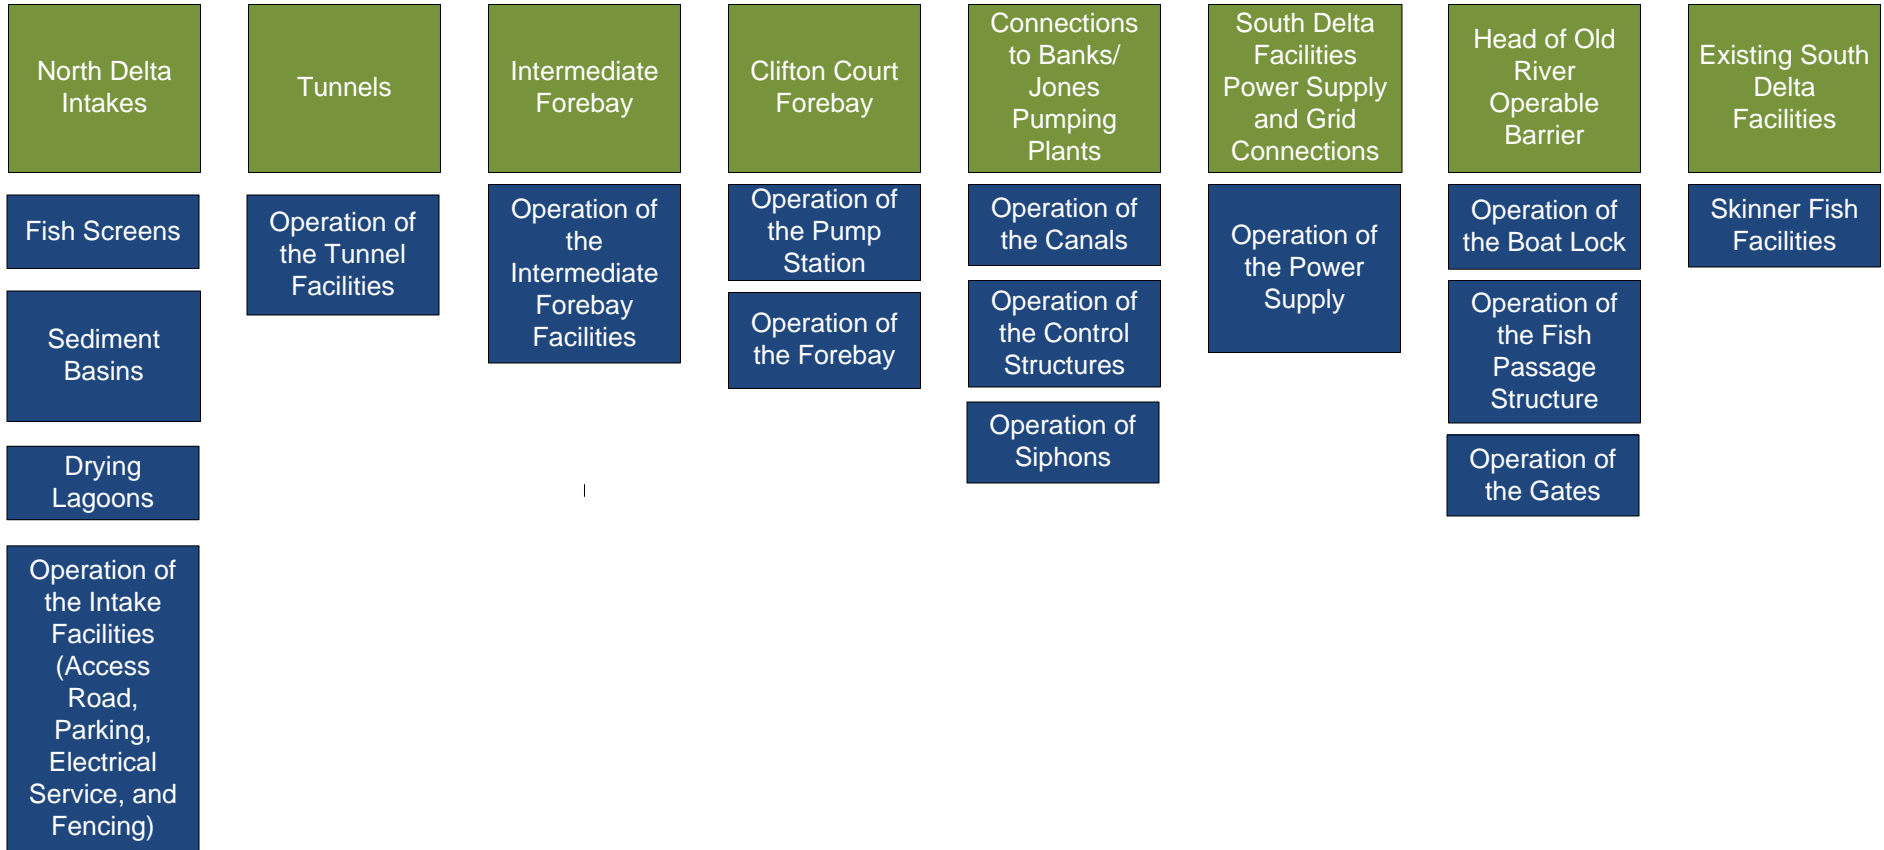 North Delta
Intakes
Tunnels
Intermediate
Forebay
Clifton Court
Forebay
Connections
to Banks/
Jones
Pumping
Plants
South Delta
Facilities
Power Supply
and Grid
Connections
Head of Old
River
Operable
Barrier
Existing South
Delta
Facilities
Fish Screens
Sediment
Basins
Drying
Lagoons
Operation of
the Intake
Facilities
(Access
Road,
Parking,
Electrical
Service, and
Fencing)
Operation of
the Tunnel
Facilities
Operation of
the
Intermediate
Forebay
Facilities
Operation of
the Pump
Station
Operation of
the Forebay
Operation of
the Canals
Operation of
the Control
Structures
Operation of
Siphons
Operation of
the Power
Supply
Operation of
the Boat Lock
Operation of
the Fish
Passage
Structure
Operation of
the Gates
Skinner Fish
Facilities